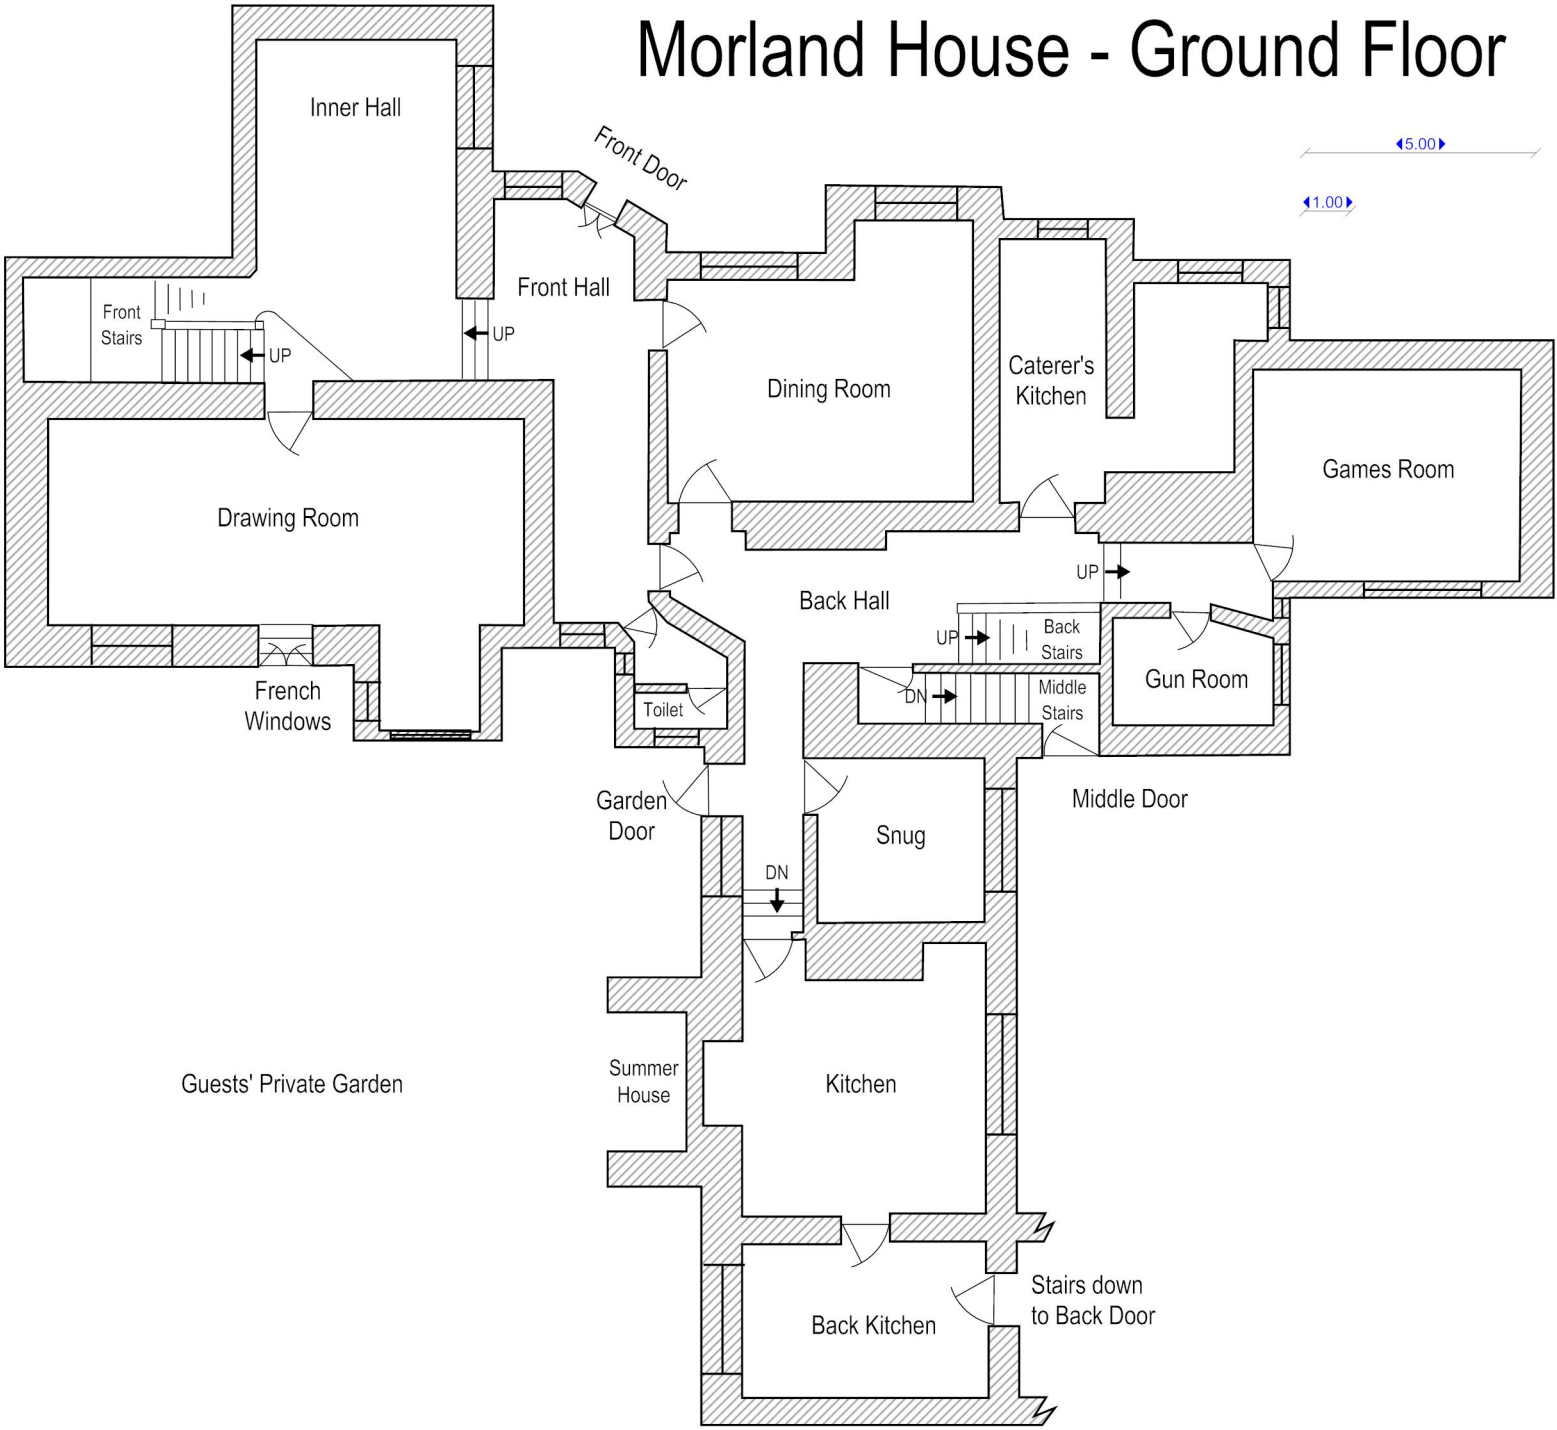 Morland House - Ground Floor
Inner Hall
Front Door
5.00
1.00
Front Hall
Front
Stairs
UP
UP
Dining Room
Caterer's
Kitchen
Games Room
Drawing Room
UP
Back Hall
UP
Back
Stairs
Gun Room
DN
Middle
Stairs
Toilet
French
Windows
Garden
Door
Middle Door
Snug
DN
Summer
House
Guests' Private Garden
Kitchen
Stairs down
to Back Door
Back Kitchen